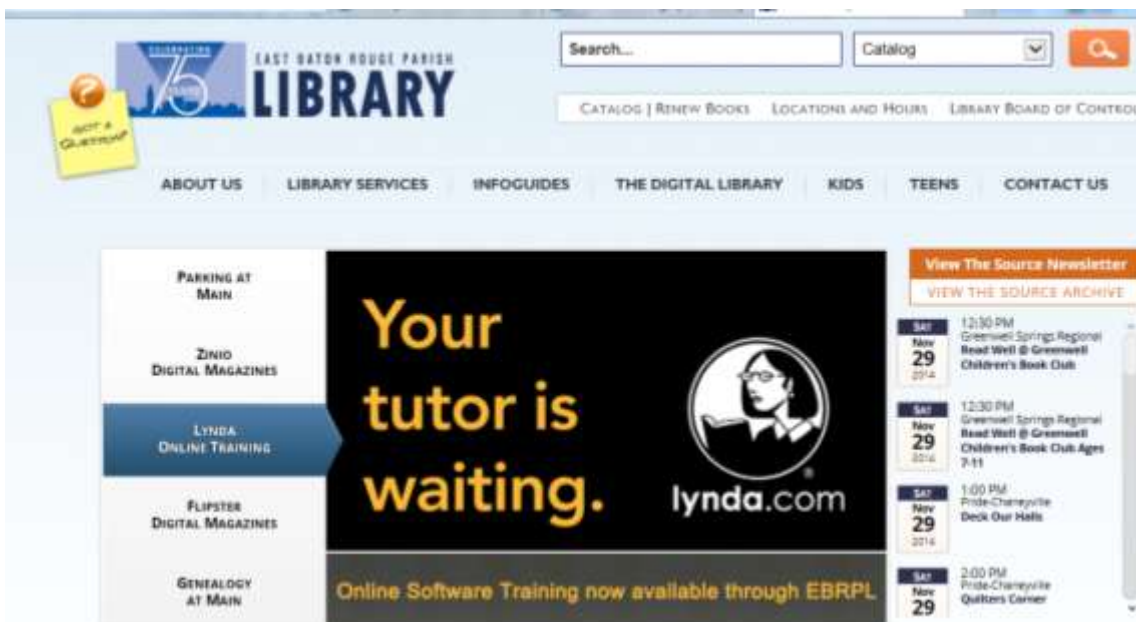 CELEBRATING
75
YEARS
EAST BATON ROUGE PARISH
LIBRARY
GOT A
QUESTION?
Search...
Catalog
CATALOG | RENEW BOOKS LOCATIONS AND HOURS LIBRARY BOARD OF CONTROL
ABOUT US LIBRARY SERVICES INFOGUIDES THE DIGITAL LIBRARY KIDS TEENS CONTACT US
PARKING AT
MAIN
ZINIO
DIGITAL MAGAZINES
LYNDA
ONLINE TRAINING
FLIPSTER
DIGITAL MAGAZINES
GENEALOGY
AT MAIN
Your
tutor is
waiting.
lynda.com
Online Software Training now available through EBRPL
View The Source Newsletter
VIEW THE SOURCE ARCHIVE
SAT
Nov
29
2014
12:30 PM
Greenwell Springs Regional
Read Well @ Greenwell
Children's Book Club
SAT
Nov
29
2014
12:30 PM
Greenwell Springs Regional
Read Well @ Greenwell
Children's Book Club Ages
7-11
SAT
Nov
29
2014
1:00 PM
Pride-Chaneyville
Deck Our Halls
SAT
Nov
29
2:00 PM
Pride-Chaneyville
Quilters Corner